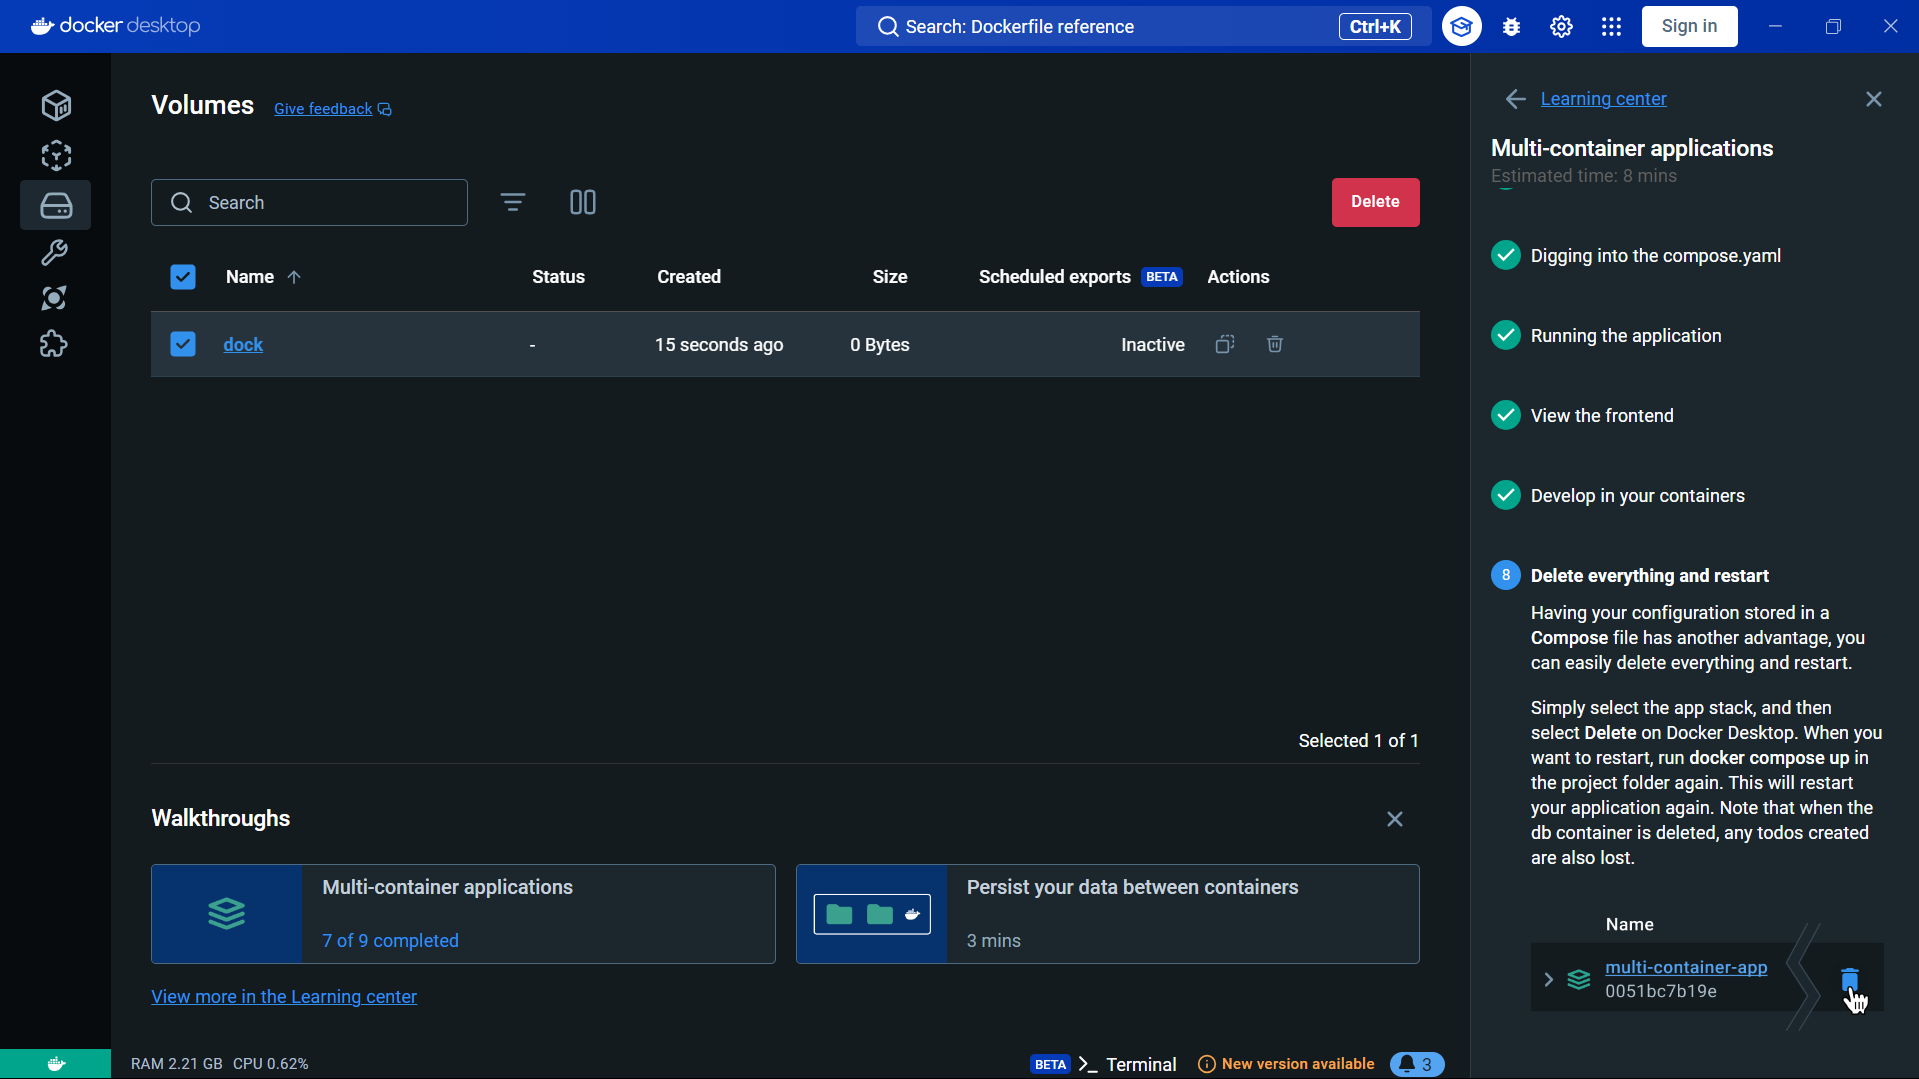 docker desktop
Search: Dockerfile reference
Ctrl+K
Sign in
Volumes
Give feedback
Search
Delete
Name
Status
Created
Size
Scheduled exports
BETA
Actions
dock
-
15 seconds ago
0 Bytes
Inactive
Selected 1 of 1
Walkthroughs
Multi-container applications
7 of 9 completed
Persist your data between containers
3 mins
View more in the Learning center
RAM 2.21 GB CPU 0.62%
BETA
Terminal
New version available
3
Learning center
Multi-container applications
Estimated time: 8 mins
Digging into the compose.yaml
Running the application
View the frontend
Develop in your containers
8
Delete everything and restart
Having your configuration stored in a
Compose file has another advantage, you
can easily delete everything and restart.
Simply select the app stack, and then
select Delete on Docker Desktop. When you
want to restart, run docker compose up in
the project folder again. This will restart
your application again. Note that when the
db container is deleted, any todos created
are also lost.
Name
multi-container-app
0051bc7b19e